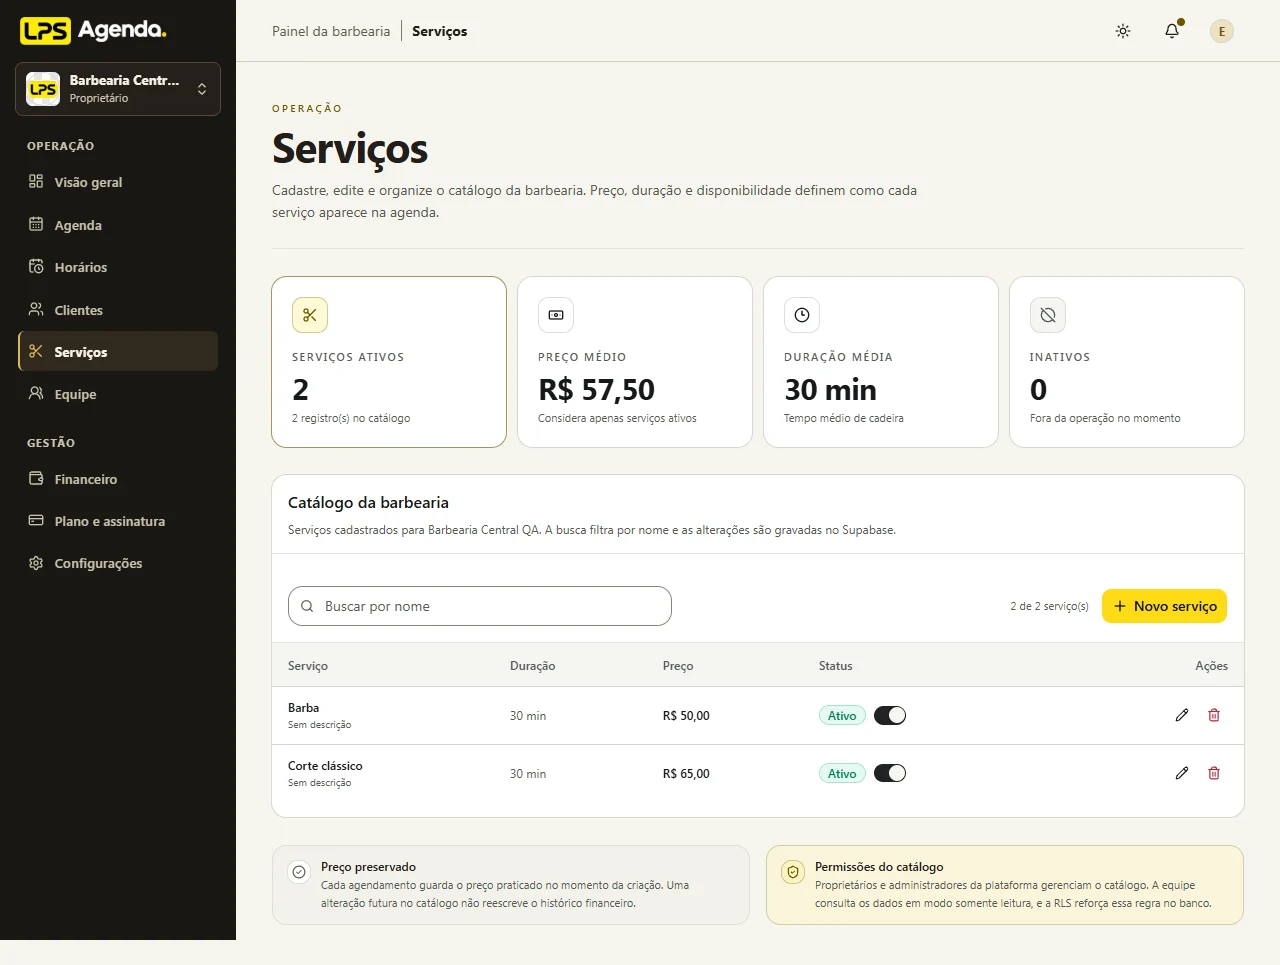 LPS Agenda.
LPS
Barbearia Centr...
Proprietário
OPERAÇÃO
Visão geral
Agenda
Horários
Clientes
Serviços
Equipe
GESTÃO
Financeiro
Plano e assinatura
Configurações
Painel da barbearia
Serviços
E
OPERAÇÃO
Serviços
Cadastre, edite e organize o catálogo da barbearia. Preço, duração e disponibilidade definem como cada
serviço aparece na agenda.
SERVIÇOS ATIVOS
2
2 registro(s) no catálogo
PREÇO MÉDIO
R$ 57,50
Considera apenas serviços ativos
DURAÇÃO MÉDIA
30 min
Tempo médio de cadeira
INATIVOS
0
Fora da operação no momento
Catálogo da barbearia
Serviços cadastrados para Barbearia Central QA. A busca filtra por nome e as alterações são gravadas no Supabase.
Buscar por nome
2 de 2 serviço(s)
+ Novo serviço
Serviço Duração Preço Status Ações
Barba
Sem descrição
30 min
R$ 50,00
Ativo
Corte clássico
Sem descrição
30 min
R$ 65,00
Ativo
Preço preservado
Cada agendamento guarda o preço praticado no momento da criação. Uma
alteração futura no catálogo não reescreve o histórico financeiro.
Permissões do catálogo
Proprietários e administradores da plataforma gerenciam o catálogo. A equipe
consulta os dados em modo somente leitura, e a RLS reforça essa regra no banco.